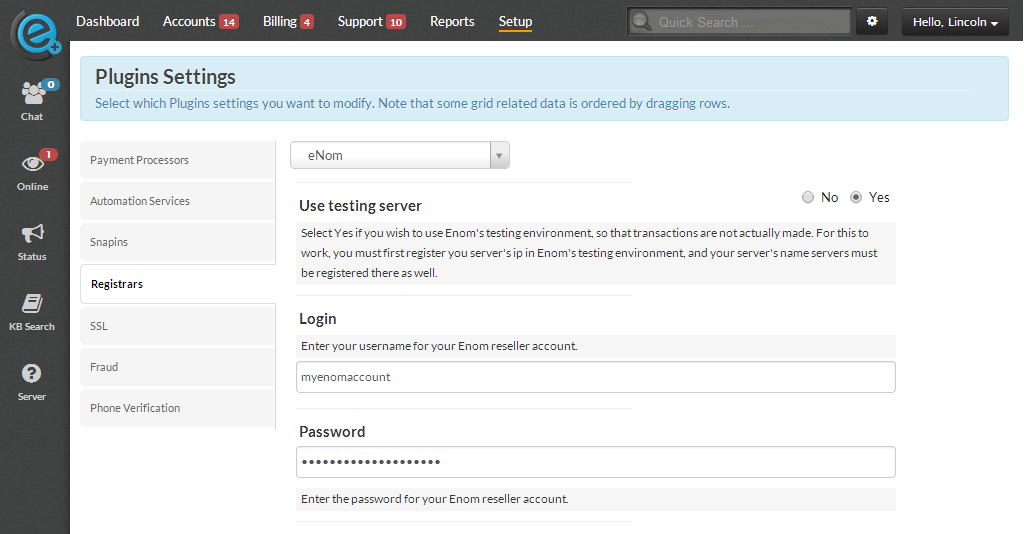 Dashboard Accounts 14 Billing 4 Support 10 Reports Setup Quick Search ... Hello, Lincoln
0
Chat
1
Online
Status
KB Search
Server
Plugins Settings
Select which Plugins settings you want to modify. Note that some grid related data is ordered by dragging rows.
Payment Processors
Automation Services
Snapins
Registrars
SSL
Fraud
Phone Verification
eNom
Use testing server No Yes
Select Yes if you wish to use Enom's testing environment, so that transactions are not actually made. For this to
work, you must first register you server's ip in Enom's testing environment, and your server's name servers must
be registered there as well.
Login
Enter your username for your Enom reseller account.
myenomaccount
Password
••••••••••••••••••••
Enter the password for your Enom reseller account.